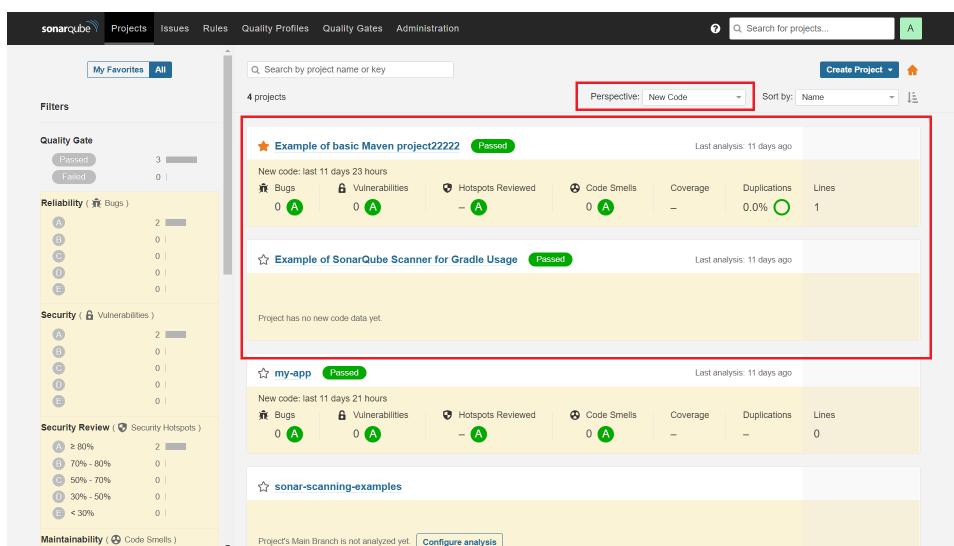 sonarqube Projects Issues Rules Quality Profiles Quality Gates Administration ? Search for projects... A
My Favorites All
Search by project name or key
Create Project
Filters
4 projects
Perspective: New Code
Sort by: Name
Quality Gate
Passed 3
Failed 0
Reliability ( Bugs )
A 2
B 0
C 0
D 0
E 0
Security ( Vulnerabilities )
A 2
B 0
C 0
D 0
E 0
Security Review ( Security Hotspots )
A ≥ 80% 2
B 70% - 80% 0
C 50% - 70% 0
D 30% - 50% 0
E < 30% 0
Maintainability ( Code Smells )
Example of basic Maven project22222 Passed Last analysis: 11 days ago
New code: last 11 days 23 hours
Bugs Vulnerabilities Hotspots Reviewed Code Smells Coverage Duplications Lines
0 A 0 A – A 0 A – 0.0% 1
Example of SonarQube Scanner for Gradle Usage Passed Last analysis: 11 days ago
Project has no new code data yet.
my-app Passed Last analysis: 11 days ago
New code: last 11 days 21 hours
Bugs Vulnerabilities Hotspots Reviewed Code Smells Coverage Duplications Lines
0 A 0 A – A 0 A – – 0
sonar-scanning-examples
Project's Main Branch is not analyzed yet. Configure analysis